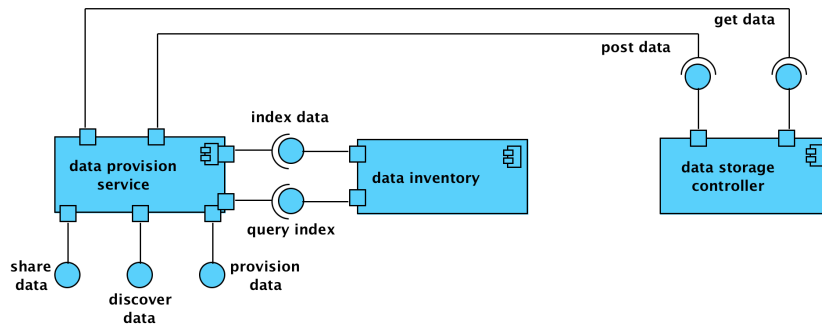 get data
post data
index data
data provision
service
data inventory
data storage
controller
query index
share
data
provision
data
discover
data